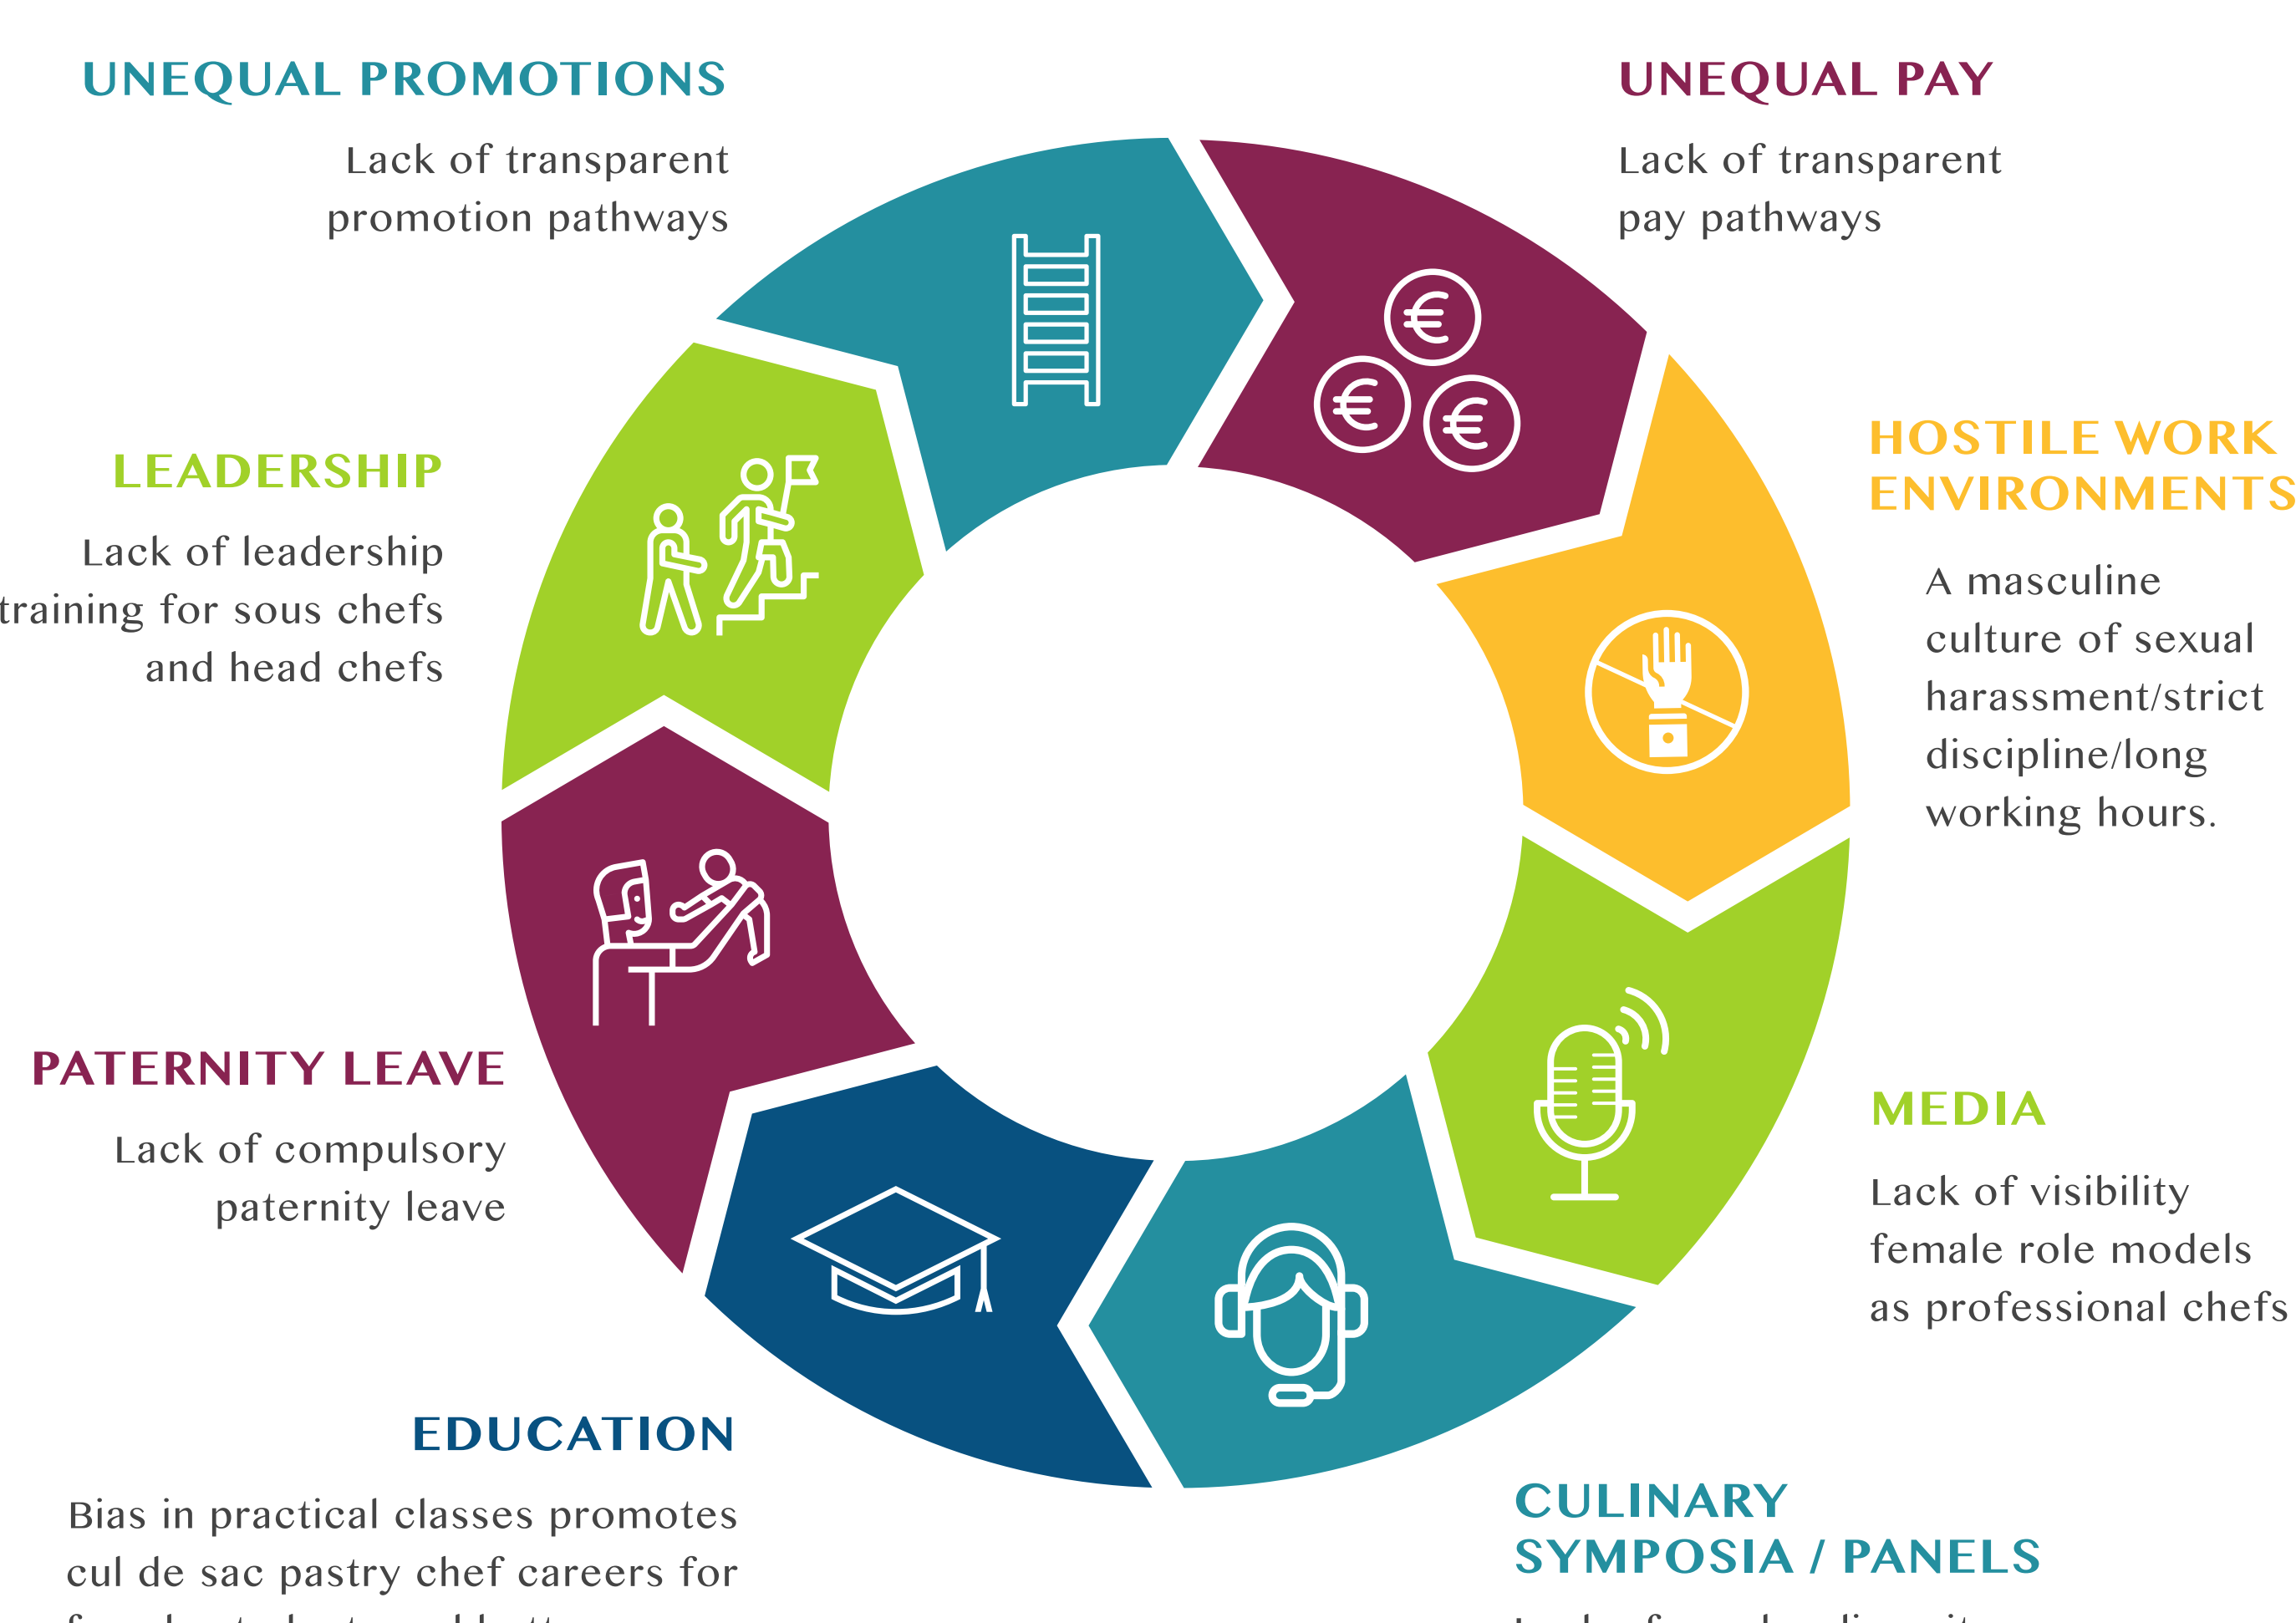 UNEQUAL PROMOTIONS
Lack of transparent
promotion pathways
UNEQUAL PAY
Lack of transparent
pay pathways
HOSTILE WORK
ENVIRONMENTS
A masculine
culture of sexual
harassment/strict
discipline/long
working hours.
LEADERSHIP
Lack of leadership
training for sous chefs
and head chefs
PATERNITY LEAVE
Lack of compulsory
paternity leave
MEDIA
Lack of visibility
female role models
as professional chefs
EDUCATION
Bias in practical classes promotes
cul de sac pastry chef careers for
CULINARY
SYMPOSIA / PANELS